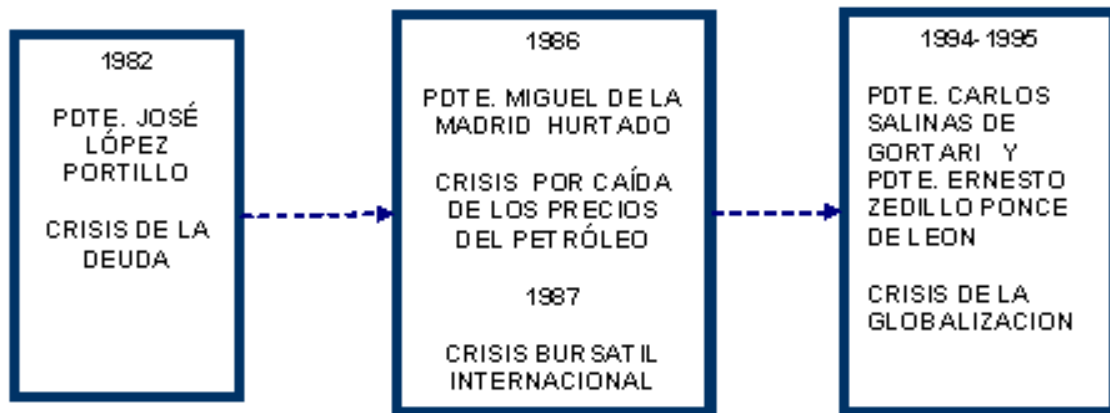 1982
PDTE. JOSÉ
LÓPEZ
PORTILLO
CRISIS DE LA
DEUDA
1986
PDTE. MIGUEL DE LA
MADRID HURTADO
CRISIS POR CAÍDA
DE LOS PRECIOS
DEL PETRÓLEO
1987
CRISIS BURSATIL
INTERNACIONAL
1994-1995
PDTE. CARLOS
SALINAS DE
GORTARI Y
PDTE. ERNESTO
ZEDILLO PONCE
DE LEON
CRISIS DE LA
GLOBALIZACION